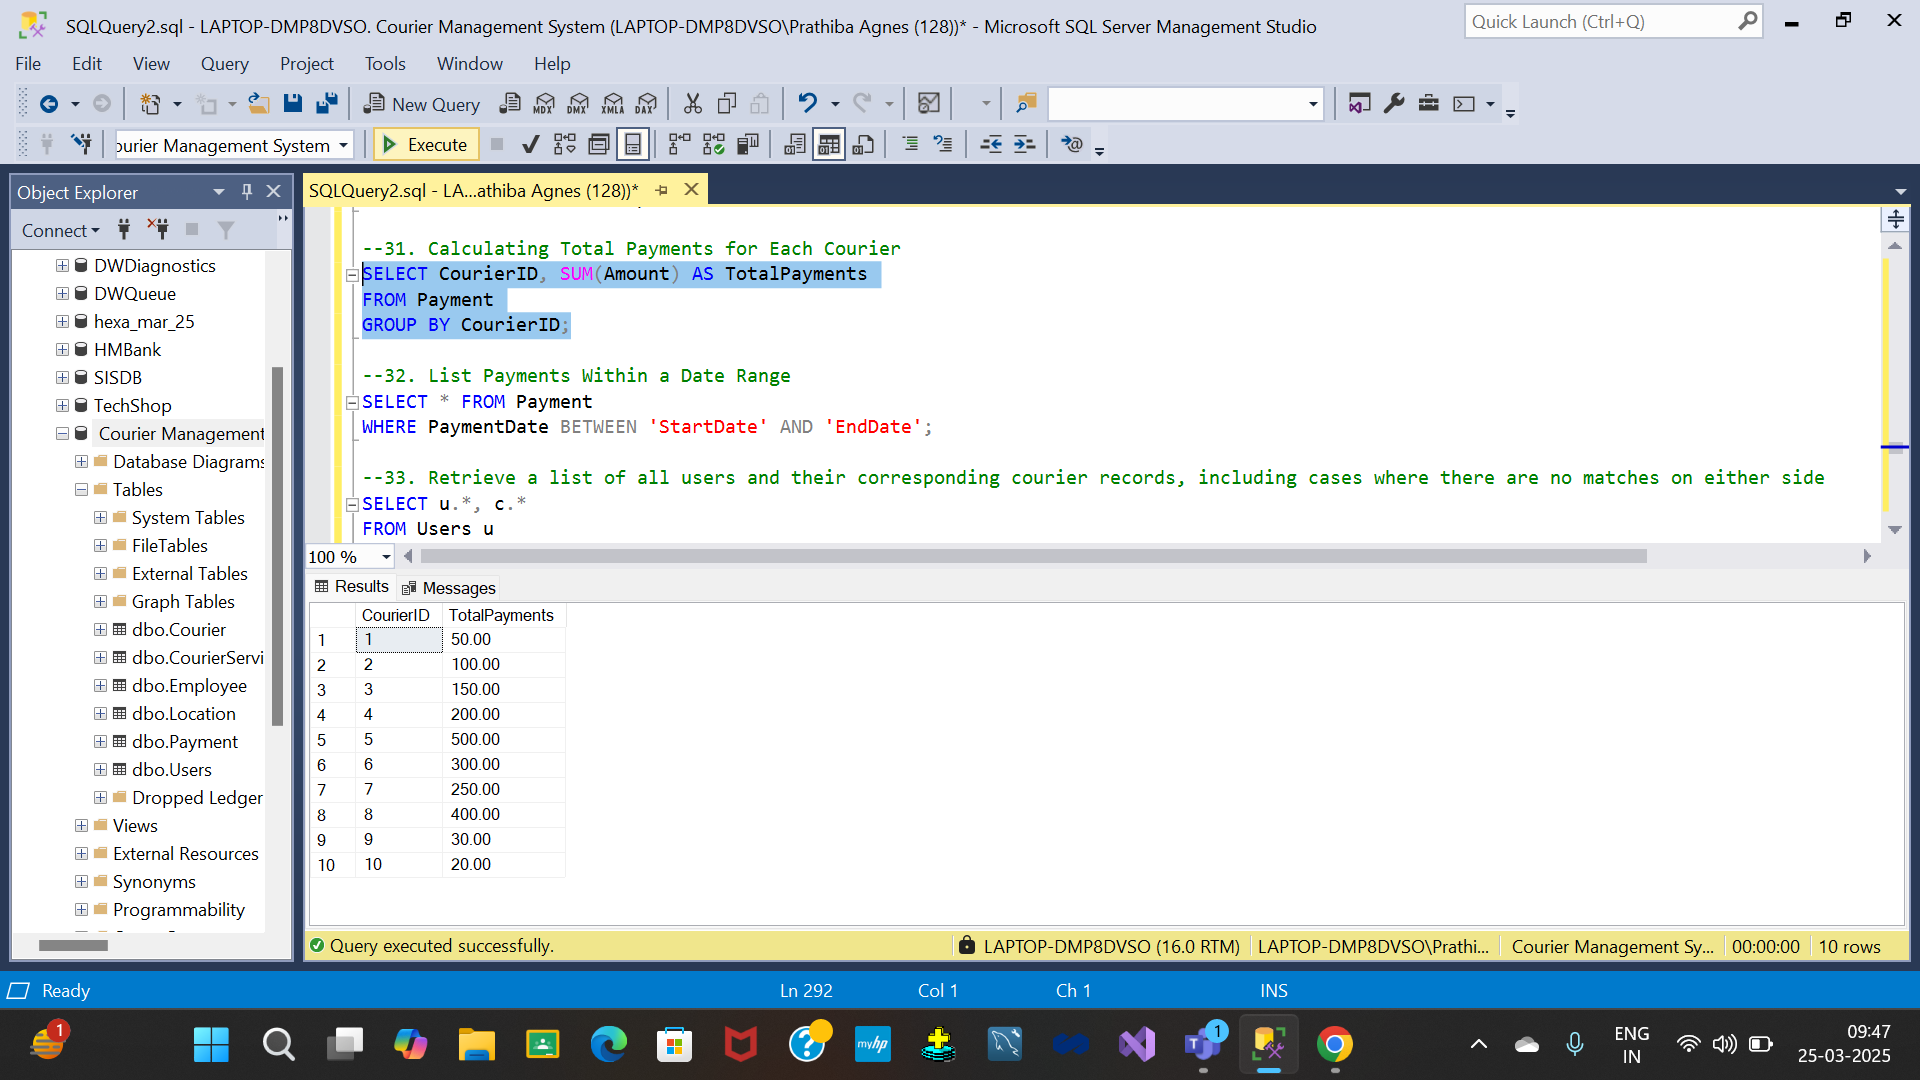 SQLQuery2.sql - LAPTOP-DMP8DVSO. Courier Management System (LAPTOP-DMP8DVSO\Prathiba Agnes (128))* - Microsoft SQL Server Management Studio
Quick Launch (Ctrl+Q)
File Edit View Query Project Tools Window Help
New Query MDX DMX XMLA DAX
ourier Management System Execute
Object Explorer
SQLQuery2.sql - LA...athiba Agnes (128))*
Connect
DWDiagnostics
DWQueue
hexa_mar_25
HMBank
SISDB
TechShop
Courier Management
Database Diagrams
Tables
System Tables
FileTables
External Tables
Graph Tables
dbo.Courier
dbo.CourierServi
dbo.Employee
dbo.Location
dbo.Payment
dbo.Users
Dropped Ledger
Views
External Resources
Synonyms
Programmability
--31. Calculating Total Payments for Each Courier
SELECT CourierID, SUM(Amount) AS TotalPayments
FROM Payment
GROUP BY CourierID;
--32. List Payments Within a Date Range
SELECT * FROM Payment
WHERE PaymentDate BETWEEN 'StartDate' AND 'EndDate';
--33. Retrieve a list of all users and their corresponding courier records, including cases where there are no matches on either side
SELECT u.*, c.*
FROM Users u
100 %
Results Messages
CourierID TotalPayments
1 1 50.00
2 2 100.00
3 3 150.00
4 4 200.00
5 5 500.00
6 6 300.00
7 7 250.00
8 8 400.00
9 9 30.00
10 10 20.00
Query executed successfully. LAPTOP-DMP8DVSO (16.0 RTM) LAPTOP-DMP8DVSO\Prathi... Courier Management Sy... 00:00:00 10 rows
Ready Ln 292 Col 1 Ch 1 INS
1
myhp
1
ENG
IN
09:47
25-03-2025